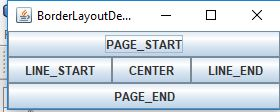 BorderLayoutDe...
PAGE_START
LINE_START CENTER LINE_END
PAGE_END